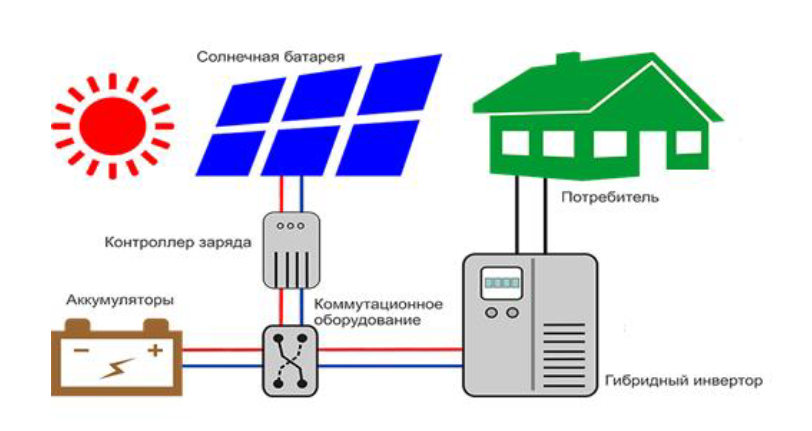 Солнечная батарея
Потребитель
Контроллер заряда
Аккумуляторы
Коммутационное
оборудование
Гибридный инвертор